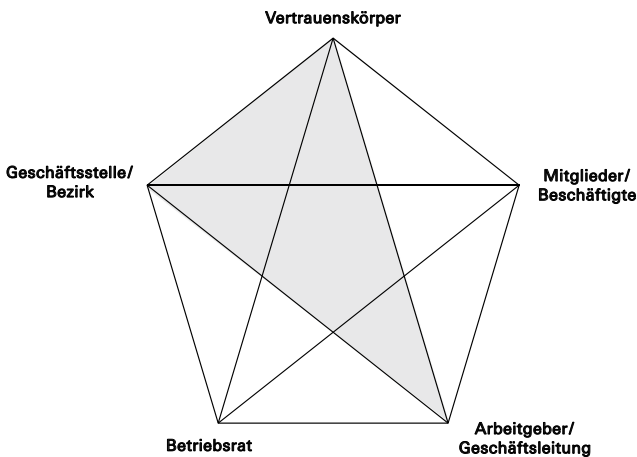 Vertrauenskörper
Geschäftsstelle/
Bezirk
Mitglieder/
Beschäftigte
Betriebsrat
Arbeitgeber/
Geschäftsleitung